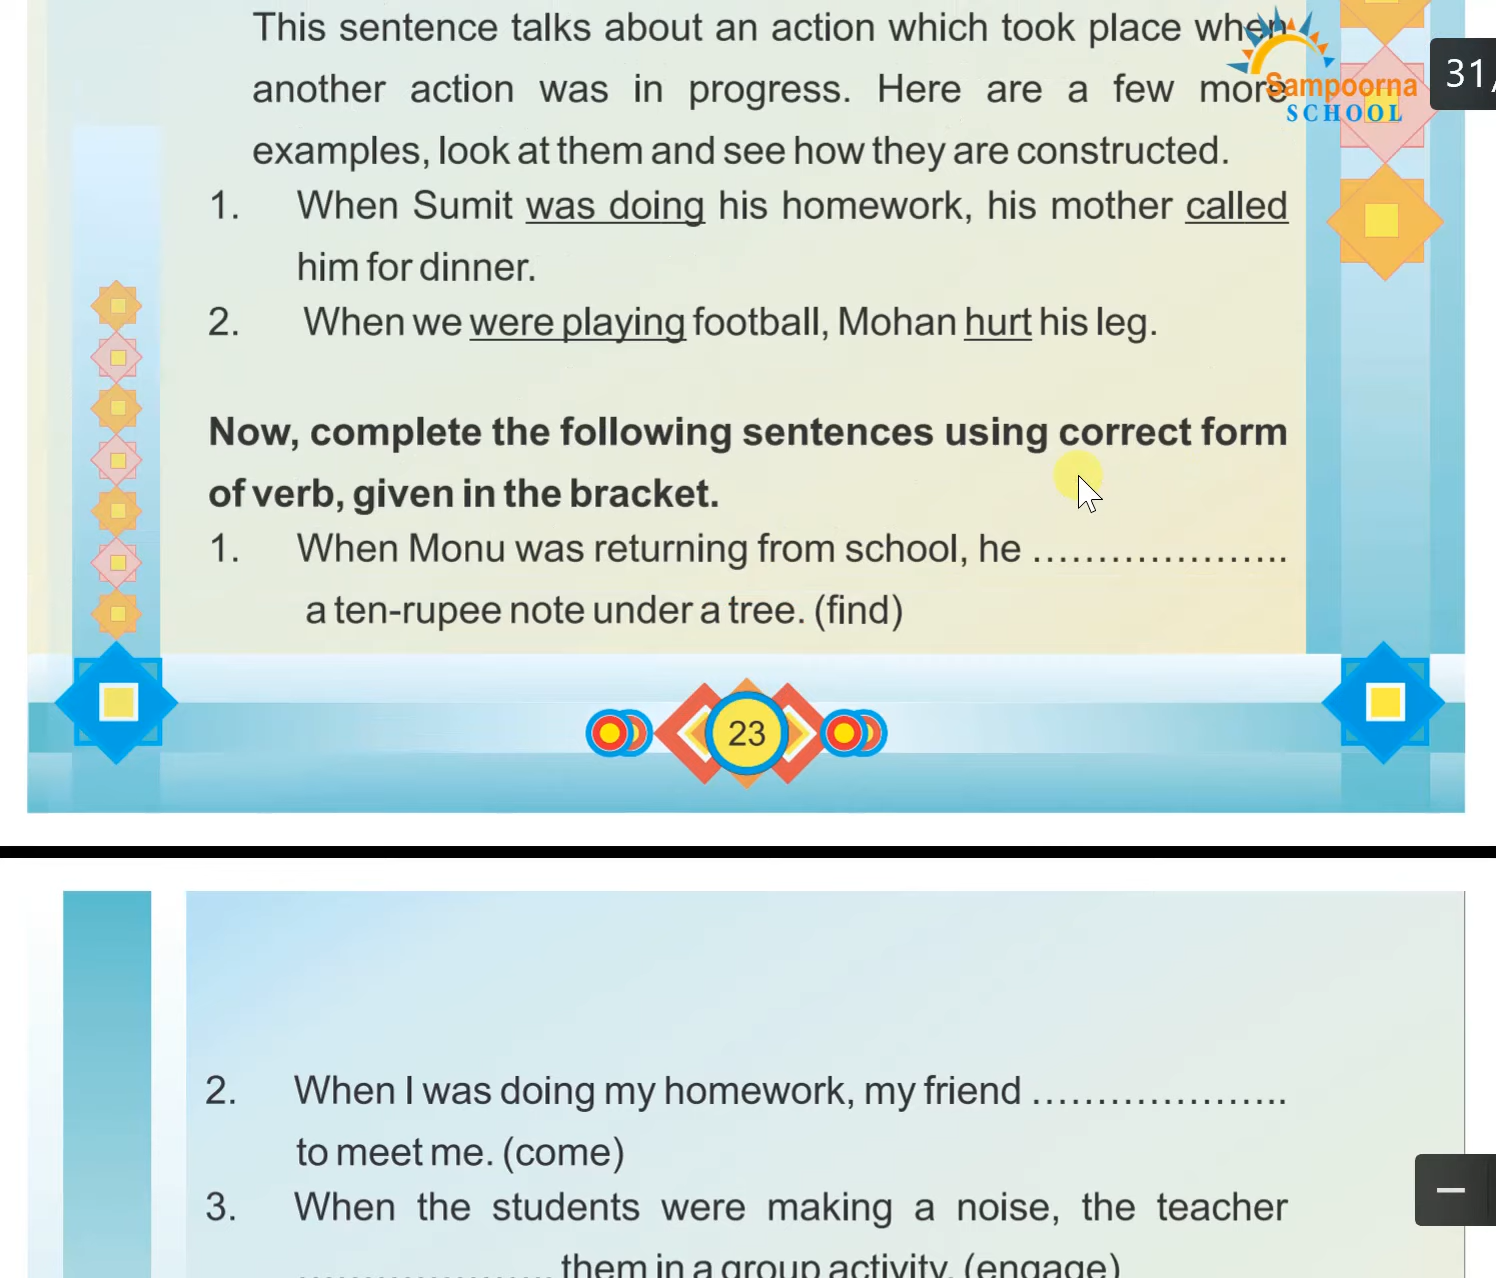 This sentence talks about an action which took place when
another action was in progress. Here are a few more
examples, look at them and see how they are constructed.
Sampoorna
SCHOOL
31
1. When Sumit was doing his homework, his mother called
him for dinner.
2. When we were playing football, Mohan hurt his leg.
Now, complete the following sentences using correct form
of verb, given in the bracket.
1. When Monu was returning from school, he ....................
a ten-rupee note under a tree. (find)
23
2. When I was doing my homework, my friend ....................
to meet me. (come)
3. When the students were making a noise, the teacher
.................... them in a group activity. (engage)